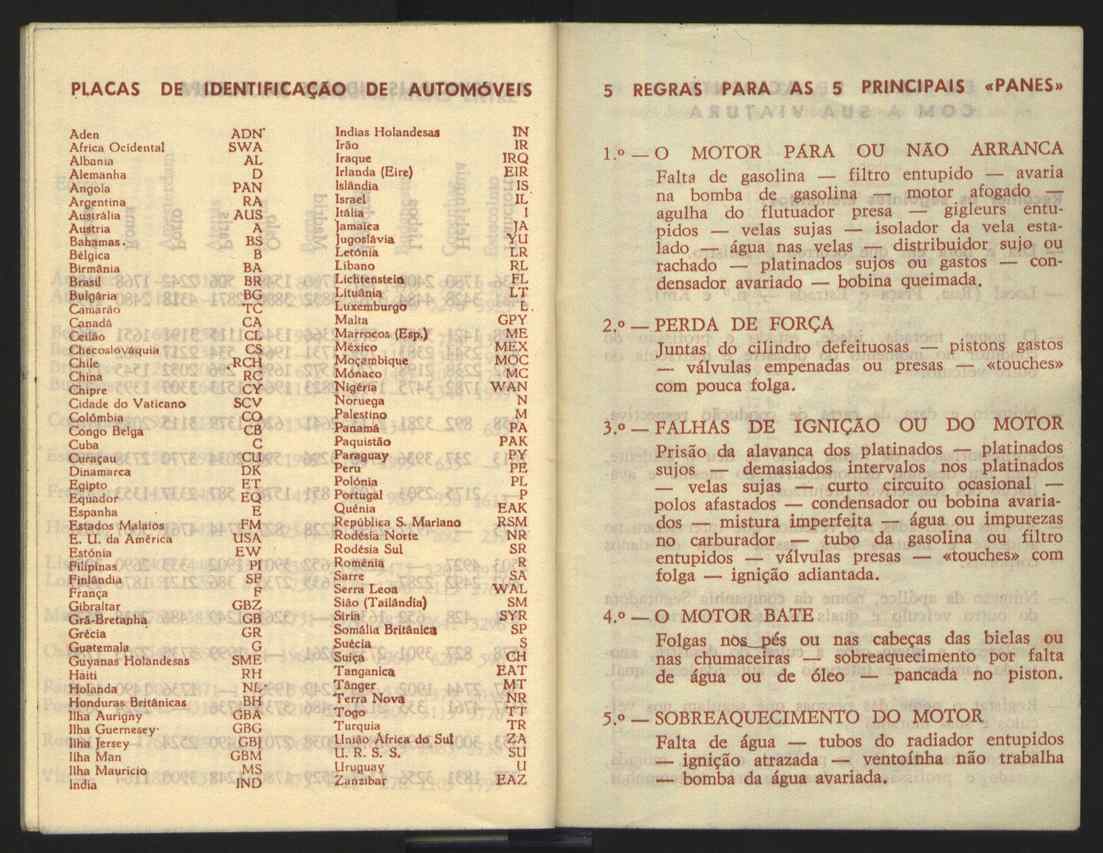 PLACAS DE IDENTIFICAÇÃO DE AUTOMÓVEIS
Aden ADN
Africa Ocidental SWA
Albania AL
Alemanha D
Angola PAN
Argentina RA
Austrália AUS
Austria A
Bahamas. BS
Bélgica B
Birmânia BA
Brasil BR
Bulgária BG
Camarão TC
Canadá CA
Ceilão CL
Checoslováquia CS
Chile RCH
China RC
Chipre CY
Cidade do Vaticano SCV
Colómbia CO
Congo Belga CB
Cuba C
Curaçau CU
Dinamarca DK
Egipto ET
Equador EQ
Espanha E
Estados Malaios FM
E. U. da América USA
Estónia EW
Filipinas PI
Finlândia SF
França F
Gibraltar GBZ
Grã-Bretanha GB
Grécia GR
Guatemala G
Guyanas Holandesas SME
Haiti RH
Holanda NL
Honduras Britânicas BH
Ilha Aurigny GBA
Ilha Guernesey GBG
Ilha Jersey GBJ
Ilha Man GBM
Ilha Maurício MS
India IND
Indias Holandesas IN
Irão IR
Iraque IRQ
Irlanda (Eire) EIR
Islândia IS
Israel IL
Itália I
Jamaica JA
Jugoslávia YU
Letónia LR
Libano RL
Lichtenstein FL
Lituânia LT
Luxemburgo L.
Malta GPY
Marrocos (Esp.) ME
México MEX
Moçambique MOC
Mónaco MC
Nigéria WAN
Noruega N
Palestino M
Panamá PA
Paquistão PAK
Paraguay PY
Peru PE
Polónia PL
Portugal P
Quénia EAK
República S. Mariano RSM
Rodésia Norte NR
Rodésia Sul SR
Roménia R
Sarre SA
Serra Leoa WAL
Sião (Tailândia) SM
Síria SYR
Somália Britânica SP
Suécia S
Suíça CH
Tanganica EAT
Tânger MT
Terra Nova NR
Togo TT
Turquia TR
União África do Sul ZA
U. R. S. S. SU
Uruguay U
Zanzibar EAZ
5 REGRAS PARA AS 5 PRINCIPAIS «PANES»
1.º — O MOTOR PÁRA OU NÃO ARRANCA
Falta de gasolina — filtro entupido — avaria
na bomba de gasolina — motor afogado —
agulha do flutuador presa — gigleurs entu-
pidos — velas sujas — isolador da vela esta-
lado — água nas velas — distribuidor sujo ou
rachado — platinados sujos ou gastos — con-
densador avariado — bobina queimada.
2.º — PERDA DE FORÇA
Juntas do cilindro defeituosas — pistons gastos
— válvulas empenadas ou presas — «touches»
com pouca folga.
3.º — FALHAS DE IGNIÇÃO OU DO MOTOR
Prisão da alavanca dos platinados — platinados
sujos — demasiados intervalos nos platinados
— velas sujas — curto circuito ocasional —
polos afastados — condensador ou bobina avaria-
dos — mistura imperfeita — água ou impurezas
no carburador — tubo da gasolina ou filtro
entupidos — válvulas presas — «touches» com
folga — ignição adiantada.
4.º — O MOTOR BATE
Folgas nos pés ou nas cabeças das bielas ou
nas chumaceiras — sobreaquecimento por falta
de água ou de óleo — pancada no piston.
5.º — SOBREAQUECIMENTO DO MOTOR
Falta de água — tubos do radiador entupidos
— ignição atrazada — ventoínha não trabalha
— bomba da água avariada.